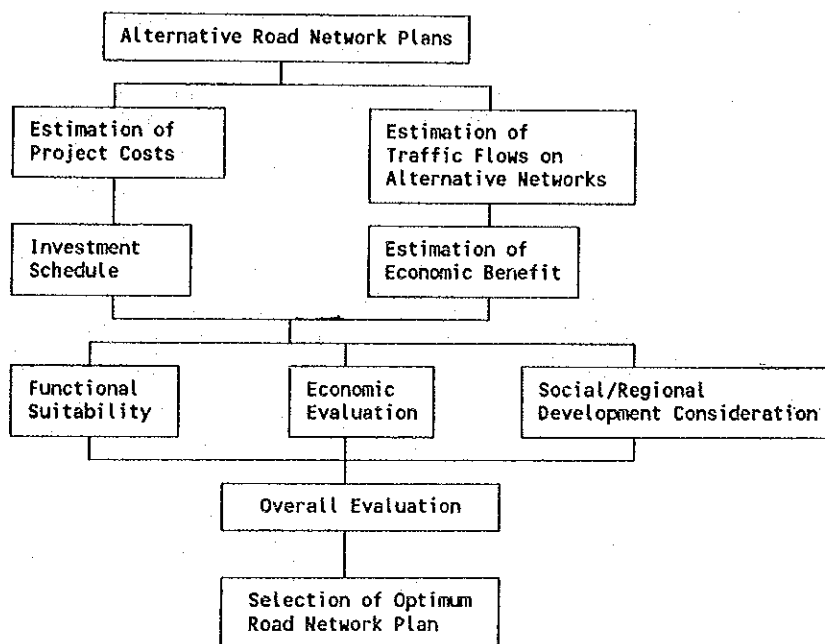 Alternative Road Network Plans
Estimation of
Project Costs
Estimation of
Traffic Flows on
Alternative Networks
Investment
Schedule
Estimation of
Economic Benefit
Functional
Suitability
Economic
Evaluation
Social/Regional
Development Consideration
Overall Evaluation
Selection of Optimum
Road Network Plan